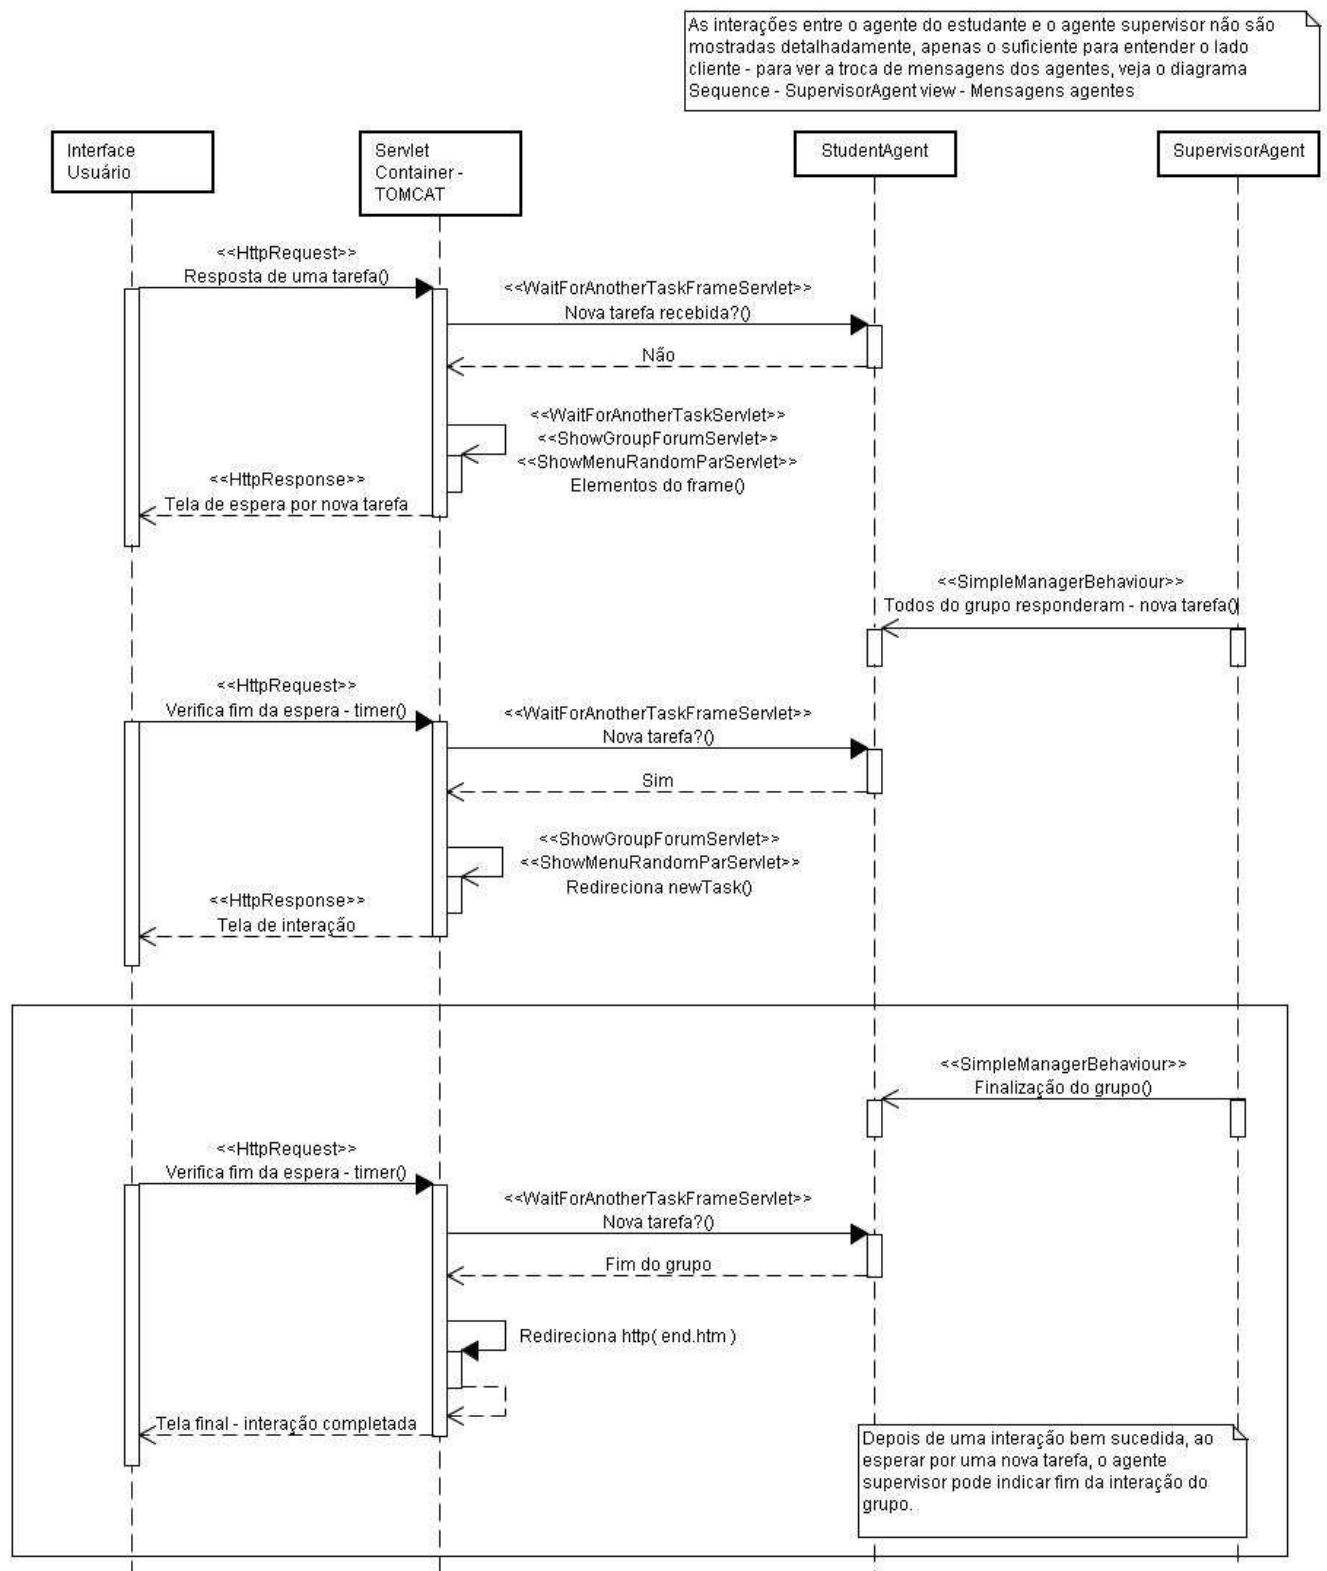 As interações entre o agente do estudante e o agente supervisor não são
mostradas detalhadamente, apenas o suficiente para entender o lado
cliente - para ver a troca de mensagens dos agentes, veja o diagrama
Sequence - SupervisorAgent view - Mensagens agentes
Interface
Usuário
Servlet
Container -
TOMCAT
StudentAgent
SupervisorAgent
<<HttpRequest>>
Resposta de uma tarefa()
<<WaitForAnotherTaskFrameServlet>>
Nova tarefa recebida?()
Não
<<WaitForAnotherTaskServlet>>
<<ShowGroupForumServlet>>
<<ShowMenuRandomParServlet>>
Elementos do frame()
<<HttpResponse>>
Tela de espera por nova tarefa
<<SimpleManagerBehaviour>>
Todos do grupo responderam - nova tarefa()
<<HttpRequest>>
Verifica fim da espera - timer()
<<WaitForAnotherTaskFrameServlet>>
Nova tarefa?()
Sim
<<ShowGroupForumServlet>>
<<ShowMenuRandomParServlet>>
Redireciona newTask()
<<HttpResponse>>
Tela de interação
<<SimpleManagerBehaviour>>
Finalização do grupo()
<<HttpRequest>>
Verifica fim da espera - timer()
<<WaitForAnotherTaskFrameServlet>>
Nova tarefa?()
Fim do grupo
Redireciona http( end.htm )
Tela final - interação completada
Depois de uma interação bem sucedida, ao
esperar por uma nova tarefa, o agente
supervisor pode indicar fim da interação do
grupo.